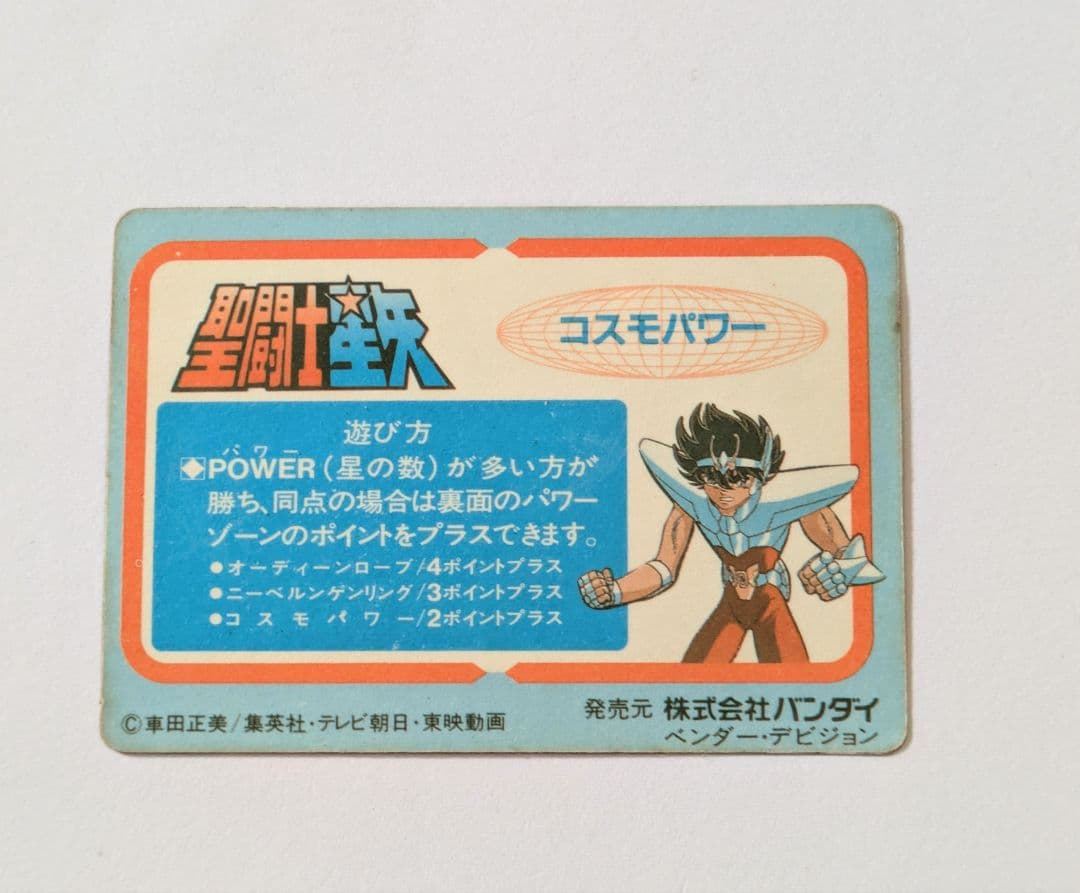 聖闘士星矢
コスモパワー
遊び方
パワー
POWER(星の数)が多い方が
勝ち、同点の場合は裏面のパワー
ゾーンのポイントをプラスできます。
●オーディーンローブ/4ポイントプラス
●ニーベルンゲンリング/3ポイントプラス
●コスモパワー/2ポイントプラス
©車田正美/集英社・テレビ朝日・東映動画
発売元 株式会社バンダイ
ベンダー・デビジョン